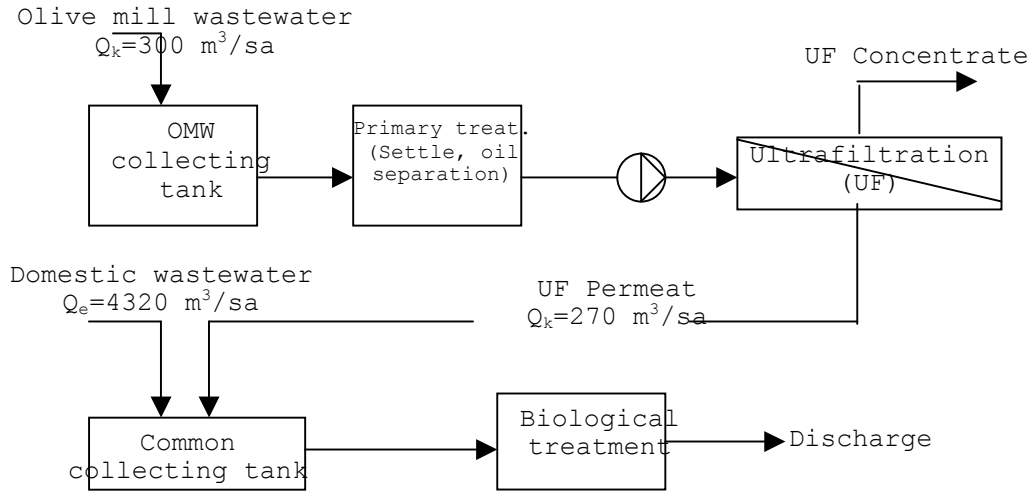 Olive mill wastewater
Qₖ=300 m³/sa
UF Concentrate
OMW
collecting
tank
Primary treat.
(Settle, oil
separation)
Ultrafiltration
(UF)
Domestic wastewater
Qₑ=4320 m³/sa
UF Permeat
Qₖ=270 m³/sa
Common
collecting tank
Biological
treatment
Discharge